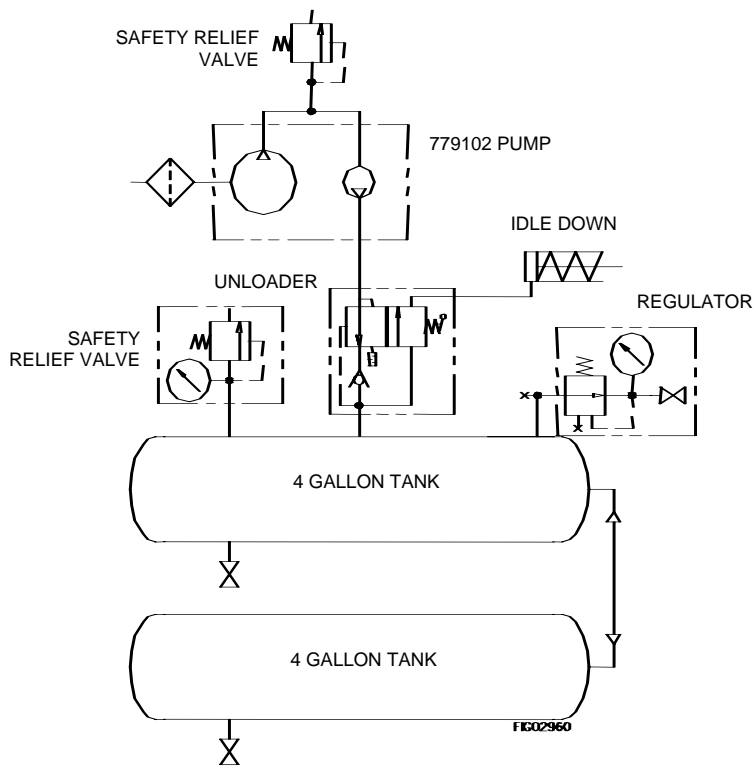 SAFETY RELIEF
VALVE
779102 PUMP
IDLE DOWN
UNLOADER
REGULATOR
SAFETY
RELIEF VALVE
4 GALLON TANK
4 GALLON TANK
FIG02960